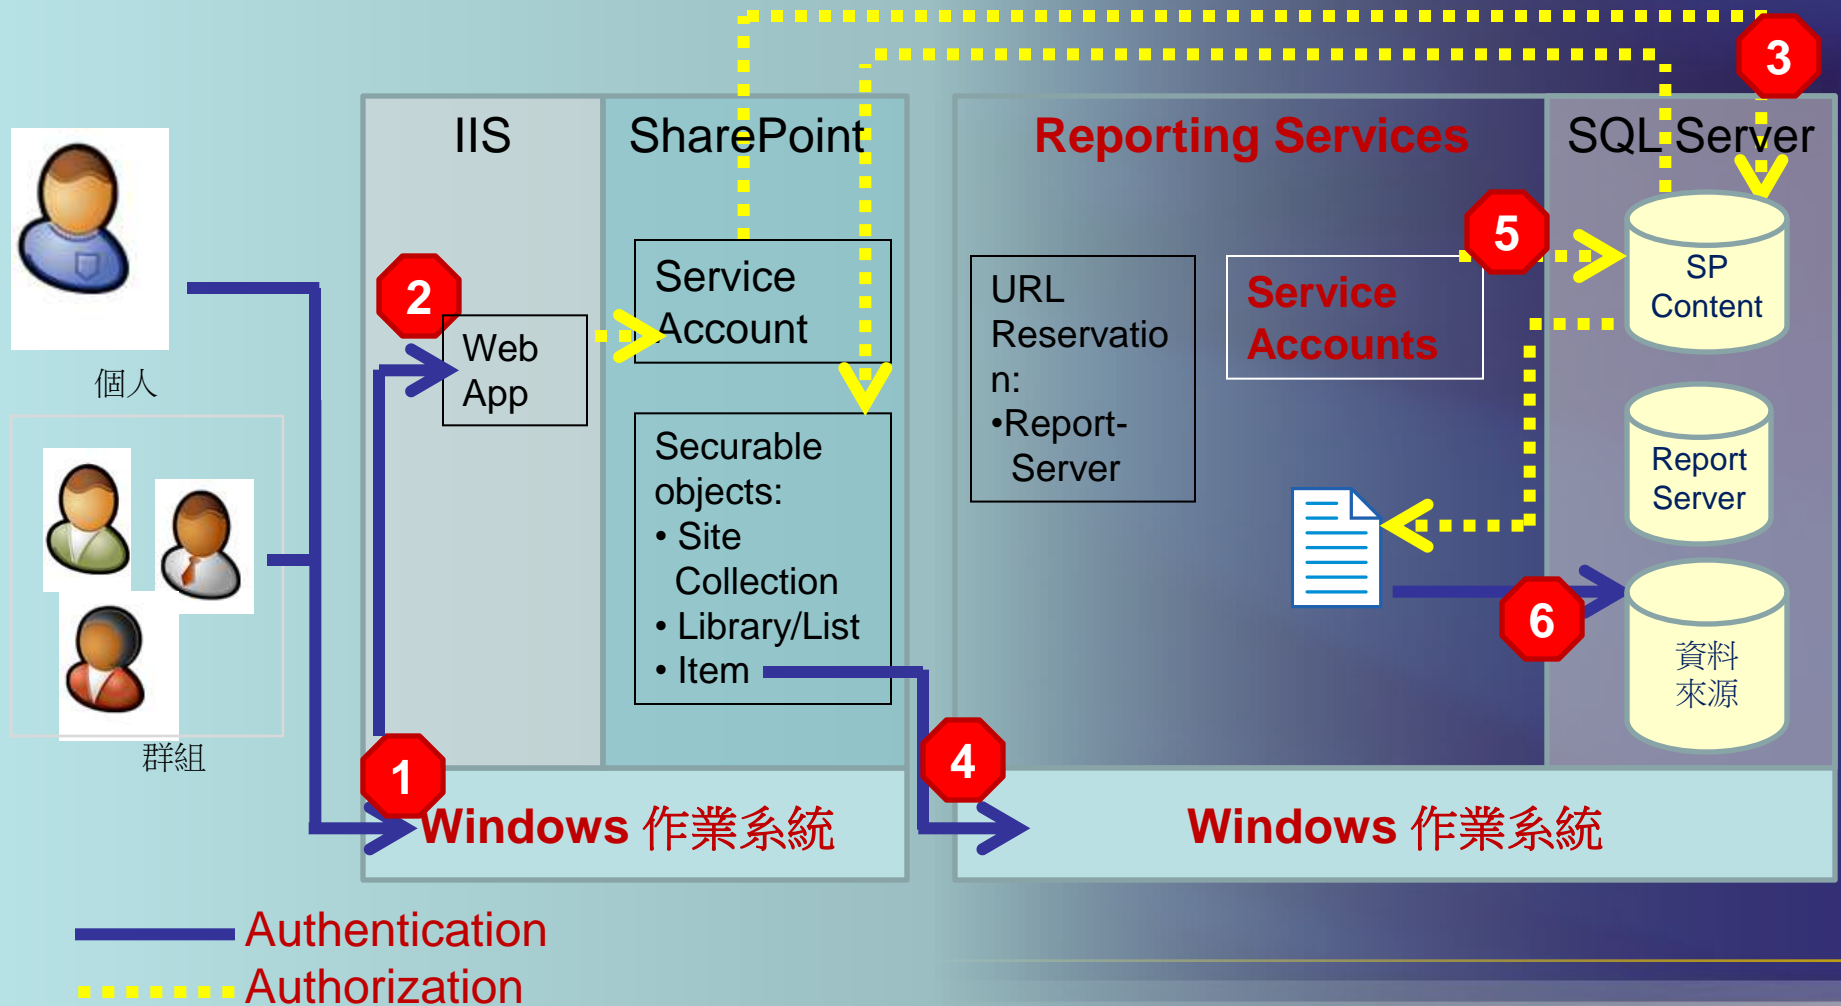 3
IIS
SharePoint
Reporting Services
SQL Server
個人
群組
2
Web
App
Service
Account
Securable
objects:
• Site
Collection
• Library/List
• Item
URL
Reservatio
n:
•Report-
Server
Service
Accounts
5
SP
Content
Report
Server
6
資料
來源
1
4
Windows 作業系統
Windows 作業系統
Authentication
Authorization